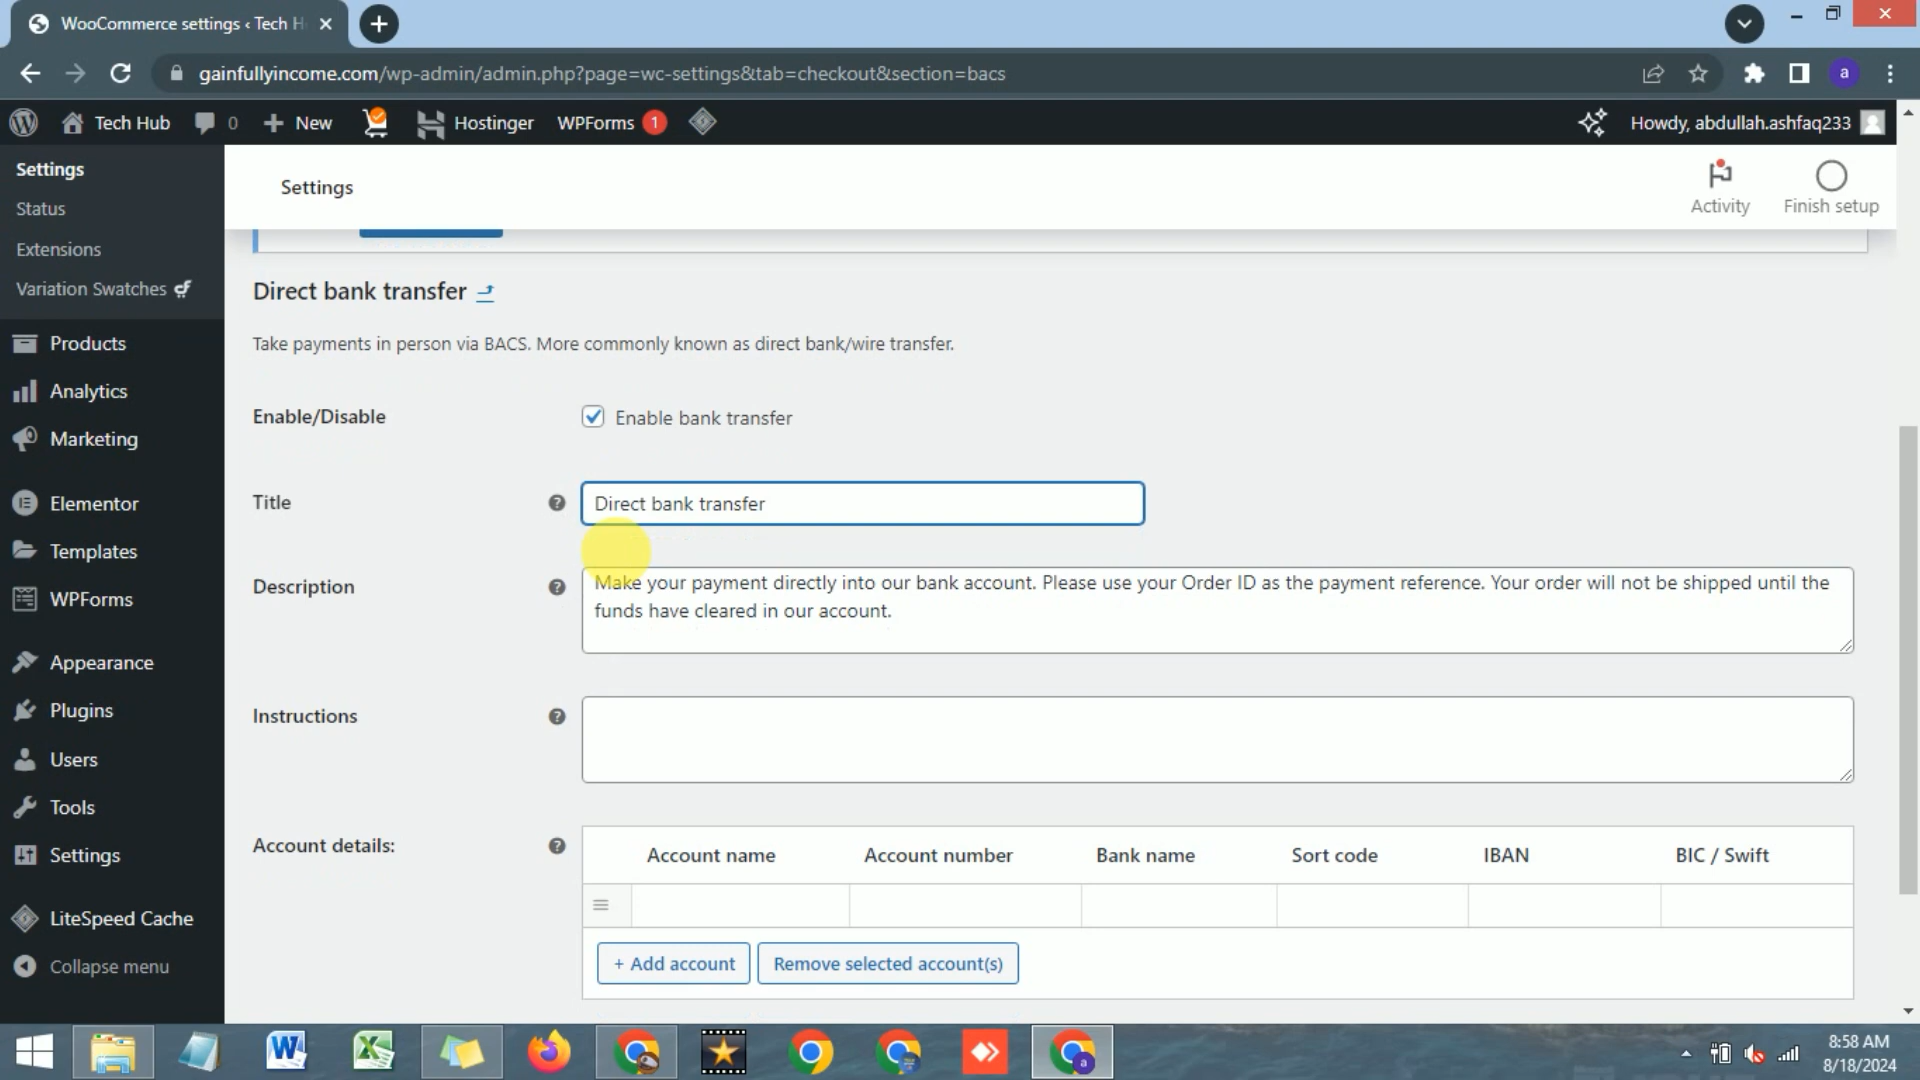 WooCommerce settings ‹ Tech H
gainfullyincome.com/wp-admin/admin.php?page=wc-settings&tab=checkout&section=bacs
a
Tech Hub
0
New
Hostinger
WPForms
1
Howdy, abdullah.ashfaq233
Settings
Status
Extensions
Variation Swatches
Products
Analytics
Marketing
Elementor
Templates
WPForms
Appearance
Plugins
Users
Tools
Settings
LiteSpeed Cache
Collapse menu
Settings
Activity
Finish setup
Direct bank transfer
Take payments in person via BACS. More commonly known as direct bank/wire transfer.
Enable/Disable
Enable bank transfer
Title
Direct bank transfer
Description
Make your payment directly into our bank account. Please use your Order ID as the payment reference. Your order will not be shipped until the
funds have cleared in our account.
Instructions
Account details:
Account name Account number Bank name Sort code IBAN BIC / Swift
+ Add account
Remove selected account(s)
8:58 AM
8/18/2024